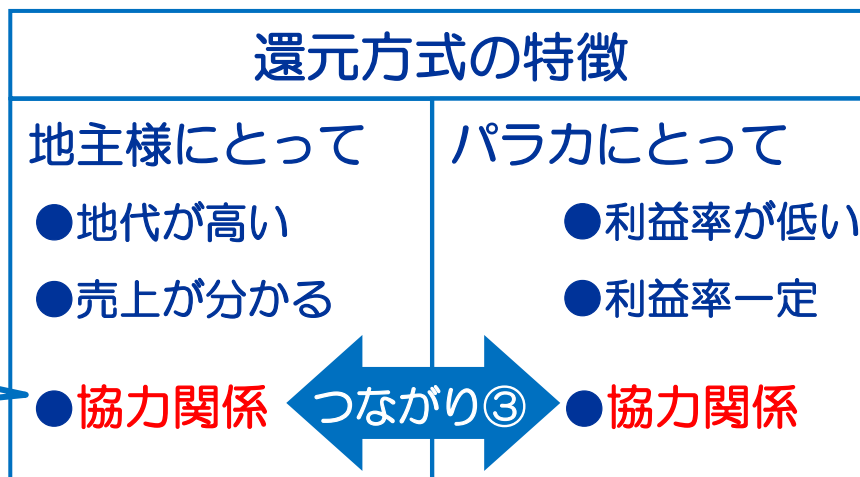 還元方式の特徴
地主様にとって
●地代が高い
●売上が分かる
●協力関係
つながり③
パラカにとって
●利益率が低い
●利益率一定
●協力関係